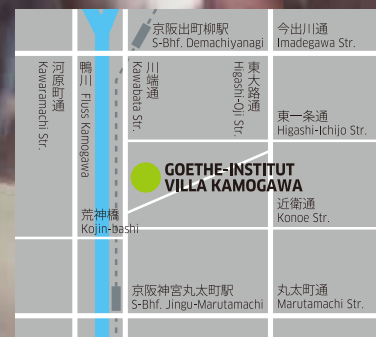 京阪出町柳駅
S-Bhf. Demachiyanagi
今出川通
Imadegawa Str.
河原町通
Kawaramachi Str.
鴨川 Fluss Kamogawa
川端通
Kawabata Str.
東大路通
Higashi-Oji Str.
東一条通
Higashi-Ichijo Str.
GOETHE-INSTITUT
VILLA KAMOGAWA
近衛通
Konoe Str.
荒神橋
Kojin-bashi
京阪神宮丸太町駅
S-Bhf. Jingu-Marutamachi
丸太町通
Marutamachi Str.